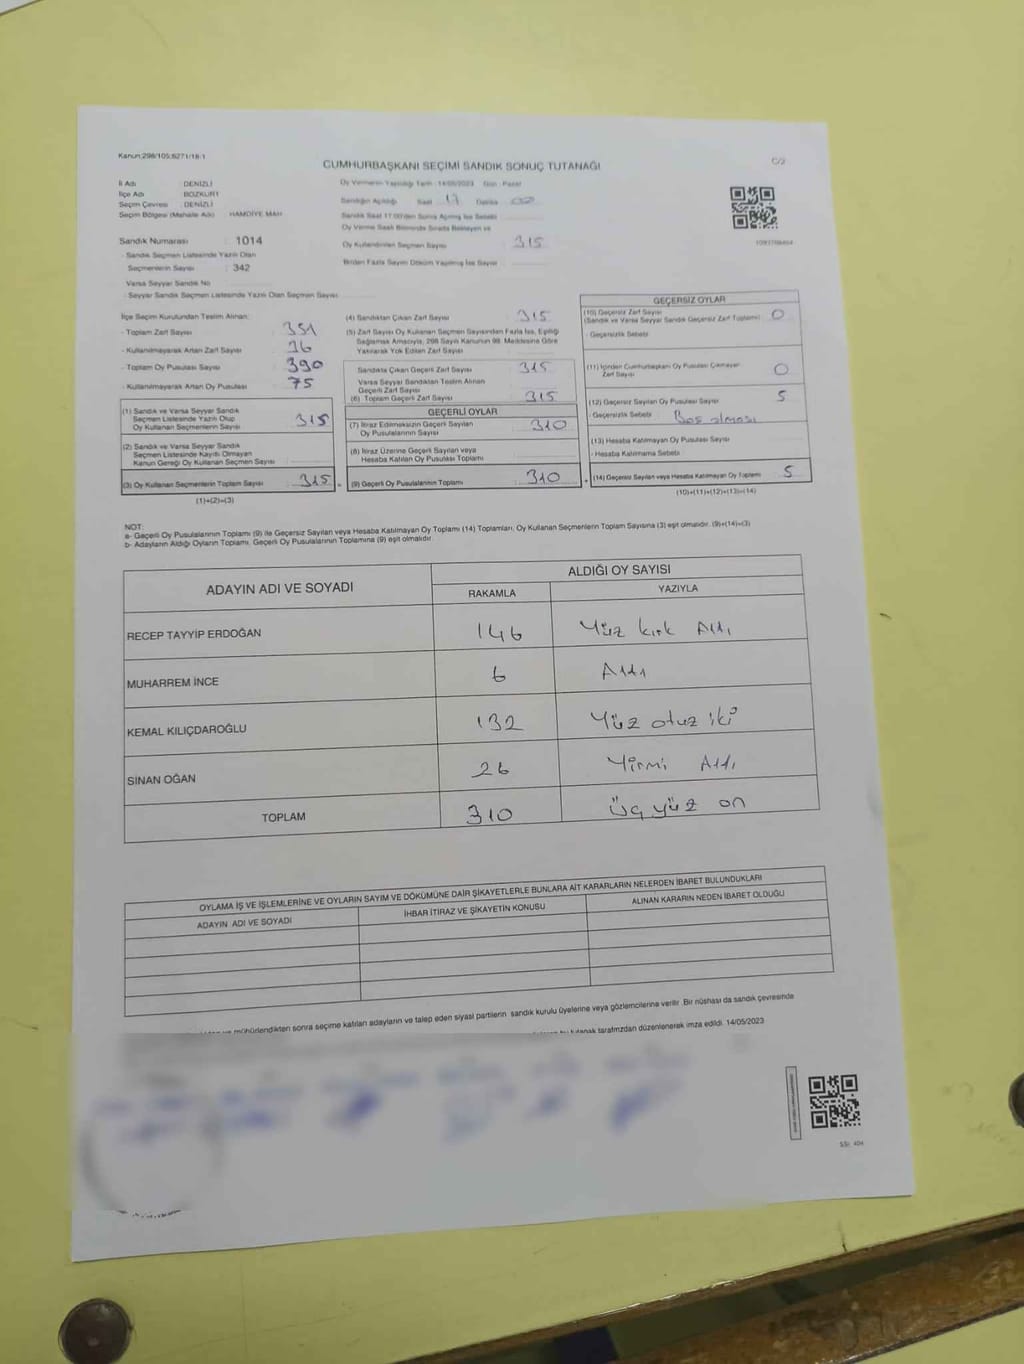 Kanun:298/105;6271/18-1
CUMHURBAŞKANI SEÇİMİ SANDIK SONUÇ TUTANAĞI
C/2
İl Adı DENİZLİ
İlçe Adı BOZKURT
Seçim Çevresi DENİZLİ
Seçim Bölgesi (Mahalle Adı) HAMDİYE MAH
Oy Vermenin Yapıldığı Tarih :14/05/2023 Gün :Pazar
Sandığın Açıldığı Saat 17 Dakika 00
Sandık Saat 17:00'den Sonra Açılmış İse Sebebi
Oy Verme Saati Bitiminde Sırada Bekleyen ve
Oy Kullandırılan Seçmen Sayısı 315
Birden Fazla Sayım Döküm Yapılmış İse Sayısı
Sandık Numarası : 1014
- Sandık Seçmen Listesinde Yazılı Olan
Seçmenlerin Sayısı : 342
Varsa Seyyar Sandık No
- Seyyar Sandık Seçmen Listesinde Yazılı Olan Seçmen Sayısı
İlçe Seçim Kurulundan Teslim Alınan:
- Toplam Zarf Sayısı 351
- Kullanılmayarak Artan Zarf Sayısı 36
- Toplam Oy Pusulası Sayısı 390
- Kullanılmayarak Artan Oy Pusulası 75
(1) Sandık ve Varsa Seyyar Sandık
Seçmen Listesinde Yazılı Olup
Oy Kullanan Seçmenlerin Sayısı 315
(2) Sandık ve Varsa Seyyar Sandık
Seçmen Listesinde Kayıtlı Olmayan
Kanun Gereği Oy Kullanan Seçmen Sayısı
(3) Oy Kullanan Seçmenlerin Toplam Sayısı 315
(1)+(2)=(3)
(4) Sandıktan Çıkan Zarf Sayısı 315
(5) Zarf Sayısı Oy Kullanan Seçmen Sayısından Fazla İse, Eşitliği
Sağlamak Amacıyla, 298 Sayılı Kanunun 98. Maddesine Göre
Yakılarak Yok Edilen Zarf Sayısı
Sandıkta Çıkan Geçerli Zarf Sayısı 315
Varsa Seyyar Sandıktan Teslim Alınan
Geçerli Zarf Sayısı
(6) Toplam Geçerli Zarf Sayısı 315
GEÇERLİ OYLAR
(7) İtiraz Edilmeksizin Geçerli Sayılan
Oy Pusulalarının Sayısı 310
(8) İtiraz Üzerine Geçerli Sayılan veya
Hesaba Katılan Oy Pusulası Toplamı
(9) Geçerli Oy Pusulalarının Toplamı 310
GEÇERSİZ OYLAR
(10) Geçersiz Zarf Sayısı 0
(Sandık ve Varsa Seyyar Sandık Geçersiz Zarf Toplamı)
- Geçersizlik Sebebi
(11) İçinden Cumhurbaşkanı Oy Pusulası Çıkmayan
Zarf Sayısı 0
(12) Geçersiz Sayılan Oy Pusulası Sayısı 5
- Geçersizlik Sebebi Boş olması
(13) Hesaba Katılmayan Oy Pusulası Sayısı
- Hesaba Katılmama Sebebi
(14) Geçersiz Sayılan veya Hesaba Katılmayan Oy Toplamı 5
(10)+(11)+(12)+(13)=(14)
NOT:
a- Geçerli Oy Pusulalarının Toplamı (9) ile Geçersiz Sayılan veya Hesaba Katılmayan Oy Toplamı (14) Toplamları, Oy Kullanan Seçmenlerin Toplam Sayısına (3) eşit olmalıdır. (9)+(14)=(3)
b- Adayların Aldığı Oyların Toplamı, Geçerli Oy Pusulalarının Toplamına (9) eşit olmalıdır.
ADAYIN ADI VE SOYADI ALDIĞI OY SAYISI
RAKAMLA YAZIYLA
RECEP TAYYİP ERDOĞAN 146 Yüz kırk Altı
MUHARREM İNCE 6 Altı
KEMAL KILIÇDAROĞLU 132 Yüz otuz iki
SİNAN OĞAN 26 Yirmi Altı
TOPLAM 310 üç yüz on
OYLAMA İŞ VE İŞLEMLERİNE VE OYLARIN SAYIM VE DÖKÜMÜNE DAİR ŞİKAYETLERLE BUNLARA AİT KARARLARIN NELERDEN İBARET BULUNDUKLARI
ADAYIN ADI VE SOYADI İHBAR İTİRAZ VE ŞİKAYETİN KONUSU ALINAN KARARIN NEDEN İBARET OLDUĞU
mühürlendikten sonra seçime katılan adayların ve talep eden siyasi partilerin sandık kurulu üyelerine veya gözlemcilerine verilir. Bir nüshası da sandık çevresinde
tutanak tarafımızdan düzenlenerek imza edildi. 14/05/2023